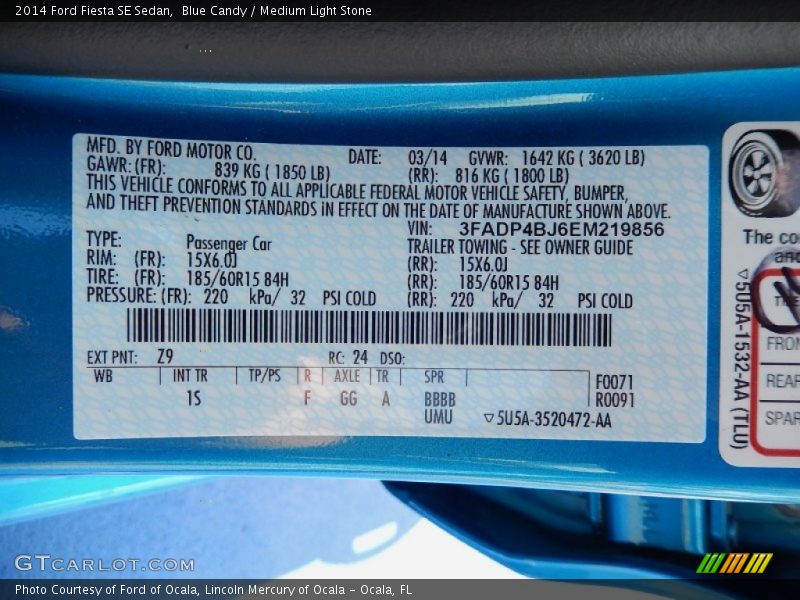 2014 Ford Fiesta SE Sedan, Blue Candy / Medium Light Stone
MFD. BY FORD MOTOR CO. DATE: 03/14 GVWR: 1642 KG ( 3620 LB)
GAWR: (FR): 839 KG ( 1850 LB) (RR): 816 KG ( 1800 LB)
THIS VEHICLE CONFORMS TO ALL APPLICABLE FEDERAL MOTOR VEHICLE SAFETY, BUMPER,
AND THEFT PREVENTION STANDARDS IN EFFECT ON THE DATE OF MANUFACTURE SHOWN ABOVE.
VIN: 3FADP4BJ6EM219856
TYPE: Passenger Car TRAILER TOWING - SEE OWNER GUIDE
RIM: (FR): 15X6.0J (RR): 15X6.0J
TIRE: (FR): 185/60R15 84H (RR): 185/60R15 84H
PRESSURE: (FR): 220 kPa/ 32 PSI COLD (RR): 220 kPa/ 32 PSI COLD
EXT PNT: Z9 RC: 24 DSO:
WB INT TR TP/PS R AXLE TR SPR
1S F GG A BBBB
UMU
F0071
R0091
▽5U5A-3520472-AA
The
▽5U5A-1532-AA (TLU)
GTCARLOT.COM
Photo Courtesy of Ford of Ocala, Lincoln Mercury of Ocala - Ocala, FL